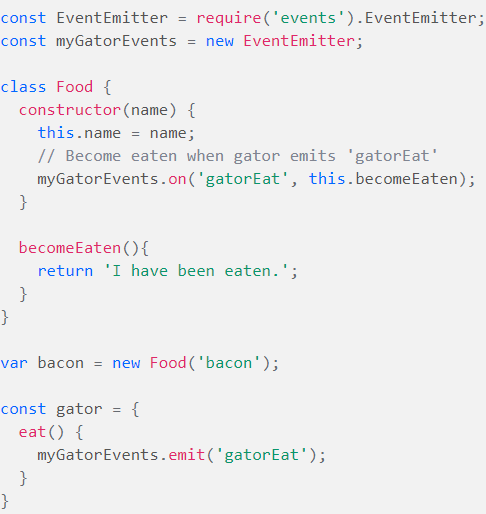 const EventEmitter = require('events').EventEmitter;
const myGatorEvents = new EventEmitter;

class Food {
  constructor(name) {
    this.name = name;
    // Become eaten when gator emits 'gatorEat'
    myGatorEvents.on('gatorEat', this.becomeEaten);
  }

  becomeEaten(){
    return 'I have been eaten.';
  }
}

var bacon = new Food('bacon');

const gator = {
  eat() {
    myGatorEvents.emit('gatorEat');
  }
}